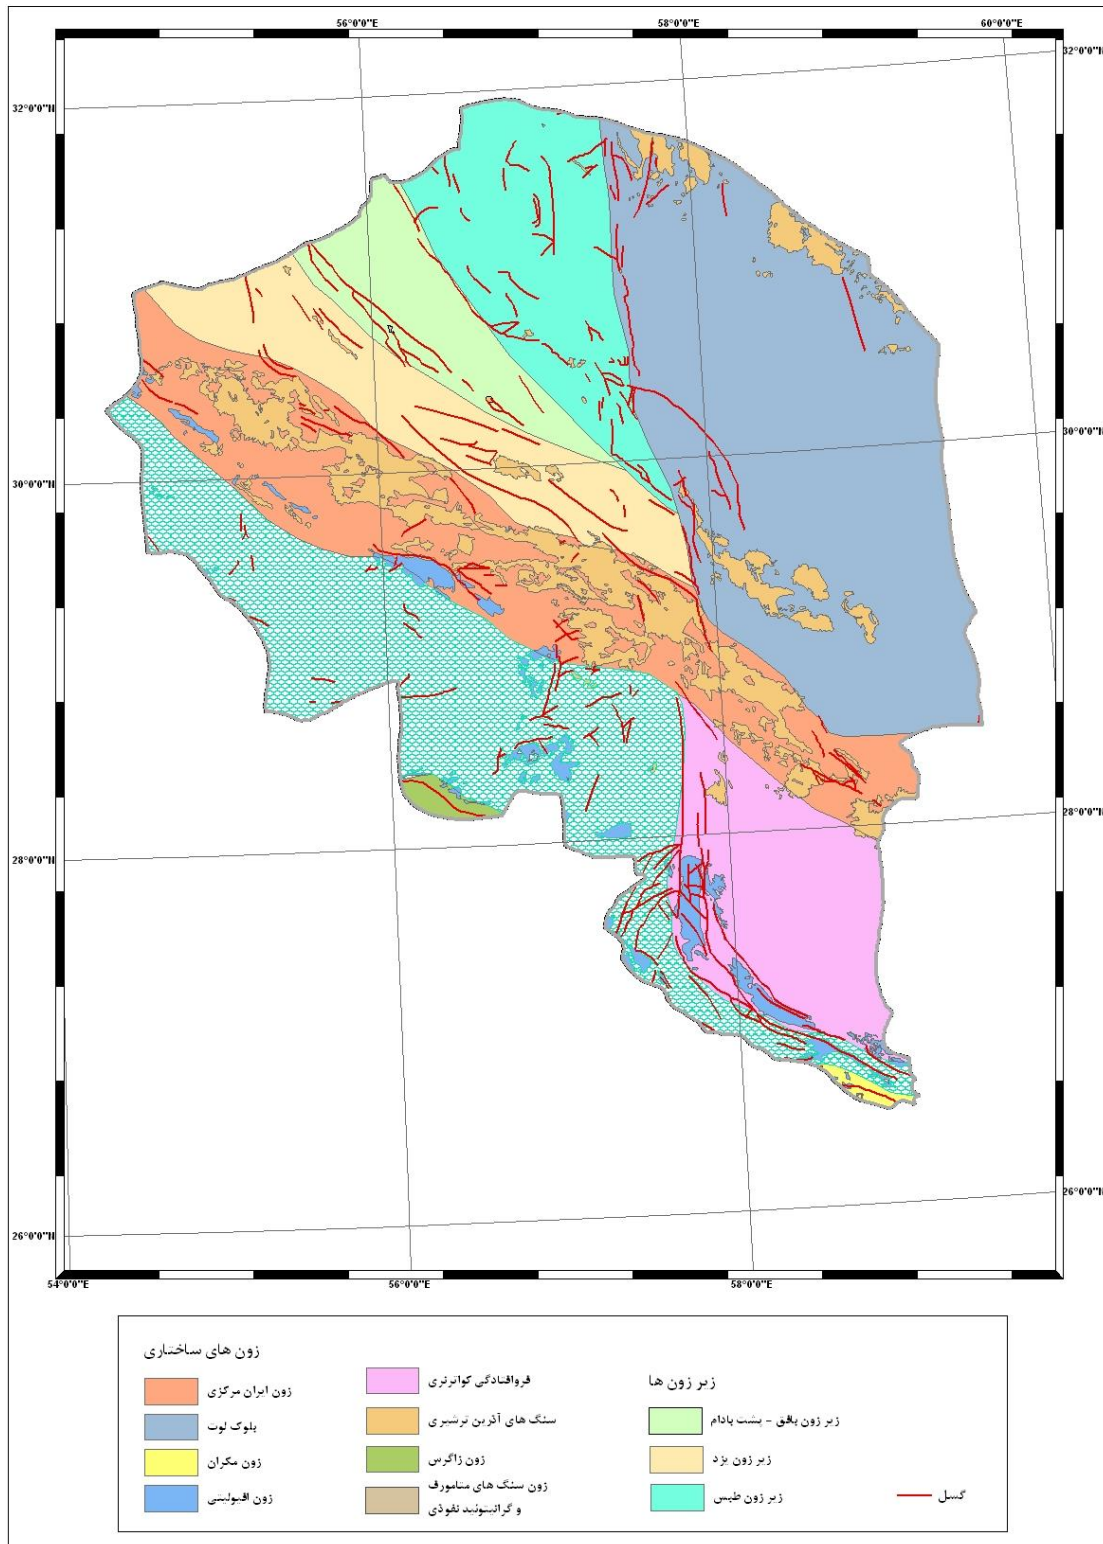 56°0'0"E
58°0'0"E
60°0'0"E
32°0'0"N
32°0'0"N
30°0'0"N
30°0'0"N
28°0'0"N
28°0'0"N
26°0'0"N
26°0'0"N
54°0'0"E
56°0'0"E
58°0'0"E
زون های ساختاری
زون ایران مرکزی
بلوک لوت
زون مکران
زون افیولیتی
فروافتادگی کواترنری
سنگ های آذرین ترشیری
زون زاگرس
زون سنگ های متامورف
و گرانیتوئید نفوذی
زیر زون ها
زیر زون بافق - پشت بادام
زیر زون یزد
زیر زون طبس
گسل